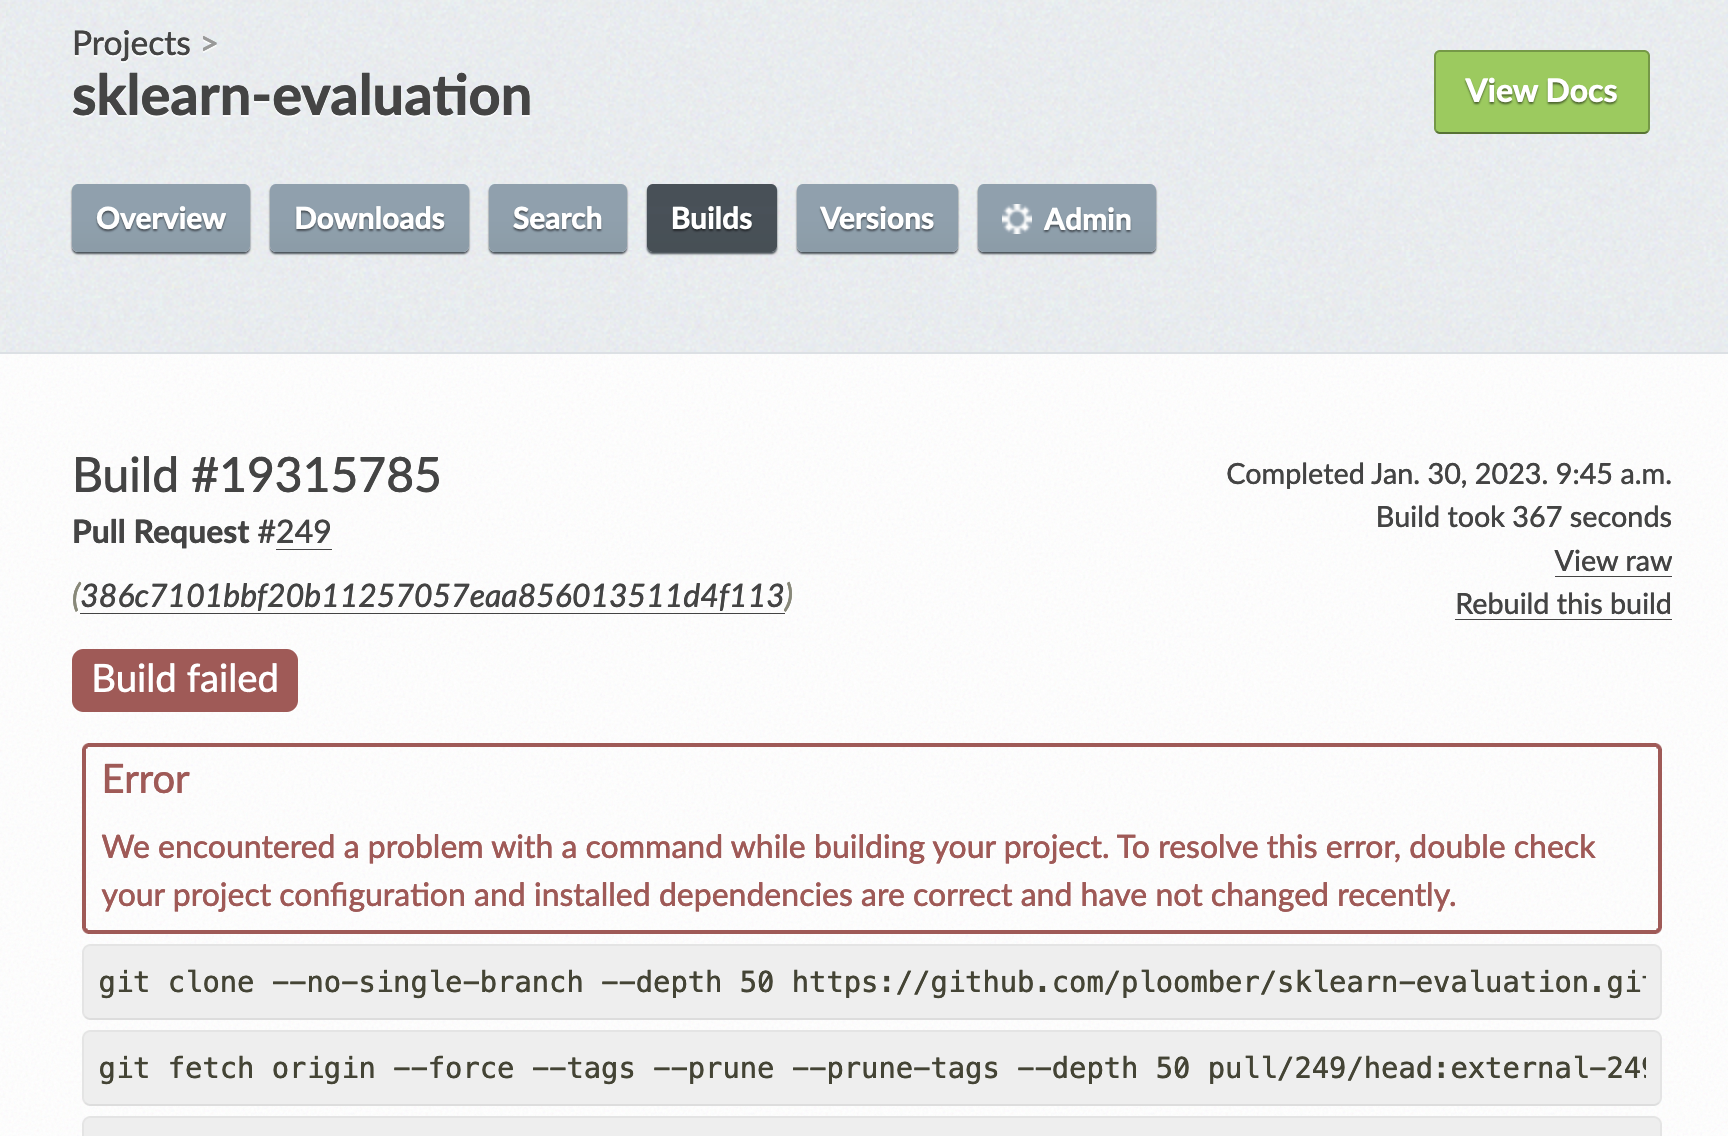 Projects >
sklearn-evaluation
View Docs
Overview Downloads Search Builds Versions Admin
Build #19315785
Completed Jan. 30, 2023. 9:45 a.m.
Pull Request #249
Build took 367 seconds
View raw
(386c7101bbf20b11257057eaa856013511d4f113)
Rebuild this build
Build failed
Error
We encountered a problem with a command while building your project. To resolve this error, double check
your project configuration and installed dependencies are correct and have not changed recently.
git clone --no-single-branch --depth 50 https://github.com/ploomber/sklearn-evaluation.git
git fetch origin --force --tags --prune --prune-tags --depth 50 pull/249/head:external-249